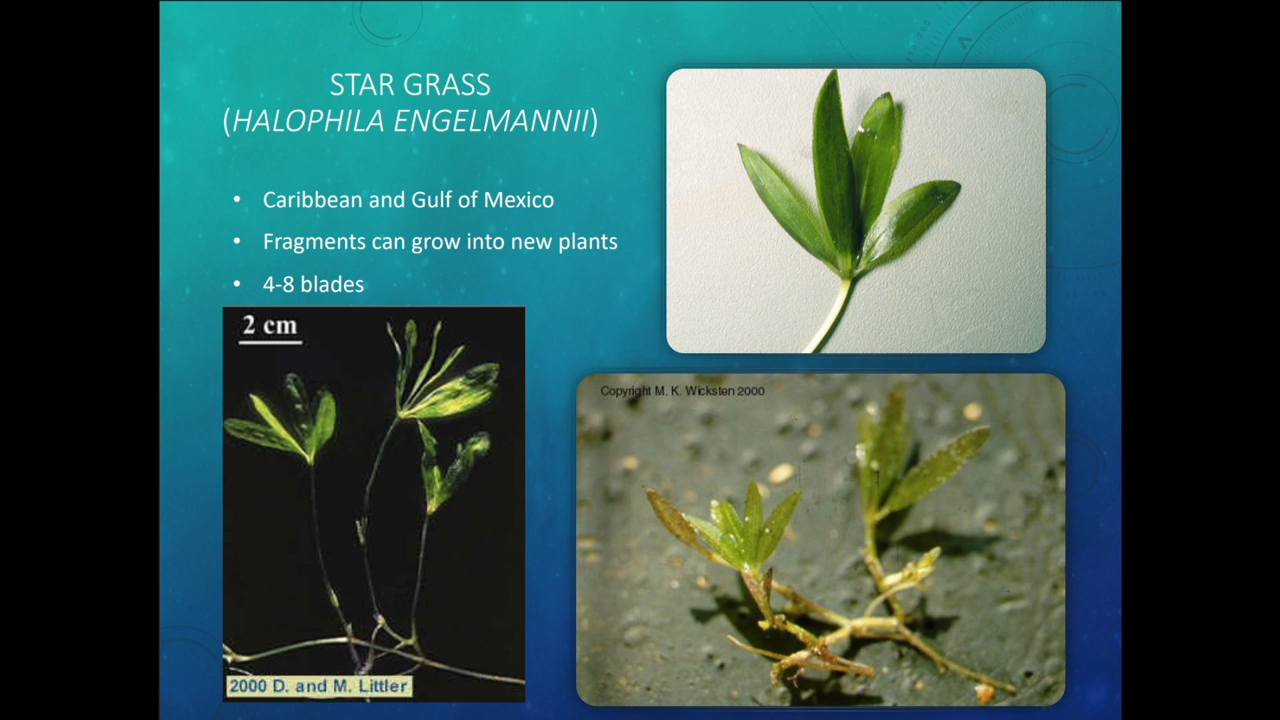 STAR GRASS
(HALOPHILA ENGELMANNII)
• Caribbean and Gulf of Mexico
• Fragments can grow into new plants
• 4-8 blades
2 cm
2000 D. and M. Littler
Copyright M. K. Wicksten 2000